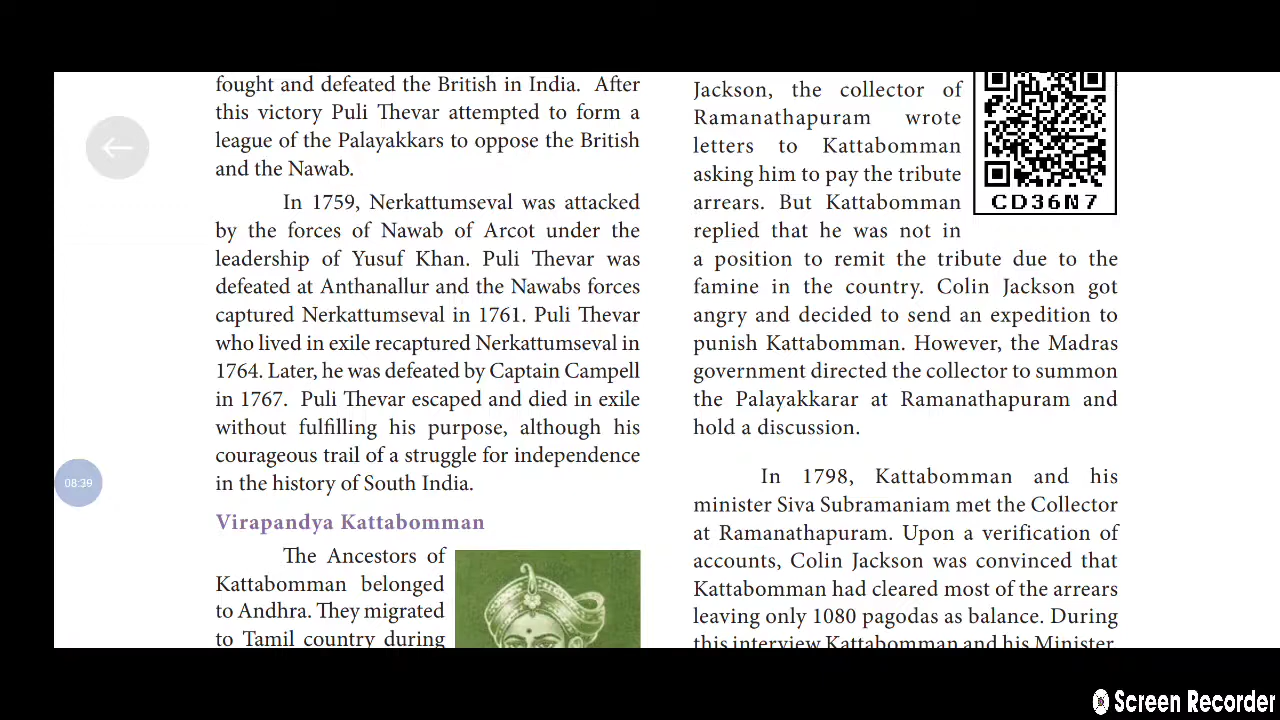 fought and defeated the British in India. After
this victory Puli Thevar attempted to form a
league of the Palayakkars to oppose the British
and the Nawab.
In 1759, Nerkattumseval was attacked
by the forces of Nawab of Arcot under the
leadership of Yusuf Khan. Puli Thevar was
defeated at Anthanallur and the Nawabs forces
captured Nerkattumseval in 1761. Puli Thevar
who lived in exile recaptured Nerkattumseval in
1764. Later, he was defeated by Captain Campell
in 1767. Puli Thevar escaped and died in exile
without fulfilling his purpose, although his
courageous trail of a struggle for independence
in the history of South India.
Virapandya Kattabomman
The Ancestors of
Kattabomman belonged
to Andhra. They migrated
to Tamil country during
Jackson, the collector of
Ramanathapuram wrote
letters to Kattabomman
asking him to pay the tribute
arrears. But Kattabomman
replied that he was not in
a position to remit the tribute due to the
famine in the country. Colin Jackson got
angry and decided to send an expedition to
punish Kattabomman. However, the Madras
government directed the collector to summon
the Palayakkarar at Ramanathapuram and
hold a discussion.
In 1798, Kattabomman and his
minister Siva Subramaniam met the Collector
at Ramanathapuram. Upon a verification of
accounts, Colin Jackson was convinced that
Kattabomman had cleared most of the arrears
leaving only 1080 pagodas as balance. During
this interview Kattabomman and his Minister,
CD36N7
08:39
Screen Recorder